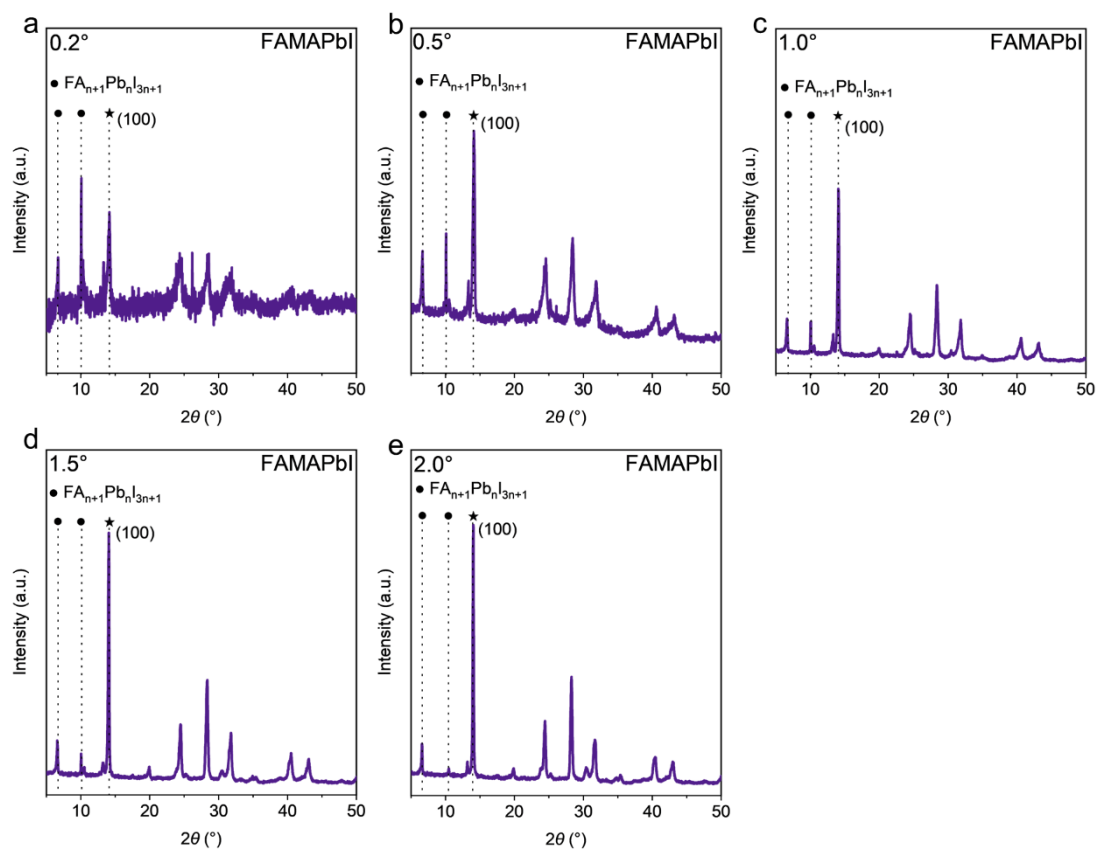 a
0.2°
FAMAPbI
● FAₙ₊₁PbₙI₃ₙ₊₁
● ● ★ (100)
Intensity (a.u.)
10 20 30 40 50
2θ (°)
b
0.5°
FAMAPbI
● FAₙ₊₁PbₙI₃ₙ₊₁
● ● ★ (100)
Intensity (a.u.)
10 20 30 40 50
2θ (°)
c
1.0°
FAMAPbI
● FAₙ₊₁PbₙI₃ₙ₊₁
● ● ★ (100)
Intensity (a.u.)
10 20 30 40 50
2θ (°)
d
1.5°
FAMAPbI
● FAₙ₊₁PbₙI₃ₙ₊₁
● ● ★ (100)
Intensity (a.u.)
10 20 30 40 50
2θ (°)
e
2.0°
FAMAPbI
● FAₙ₊₁PbₙI₃ₙ₊₁
● ● ★ (100)
Intensity (a.u.)
10 20 30 40 50
2θ (°)